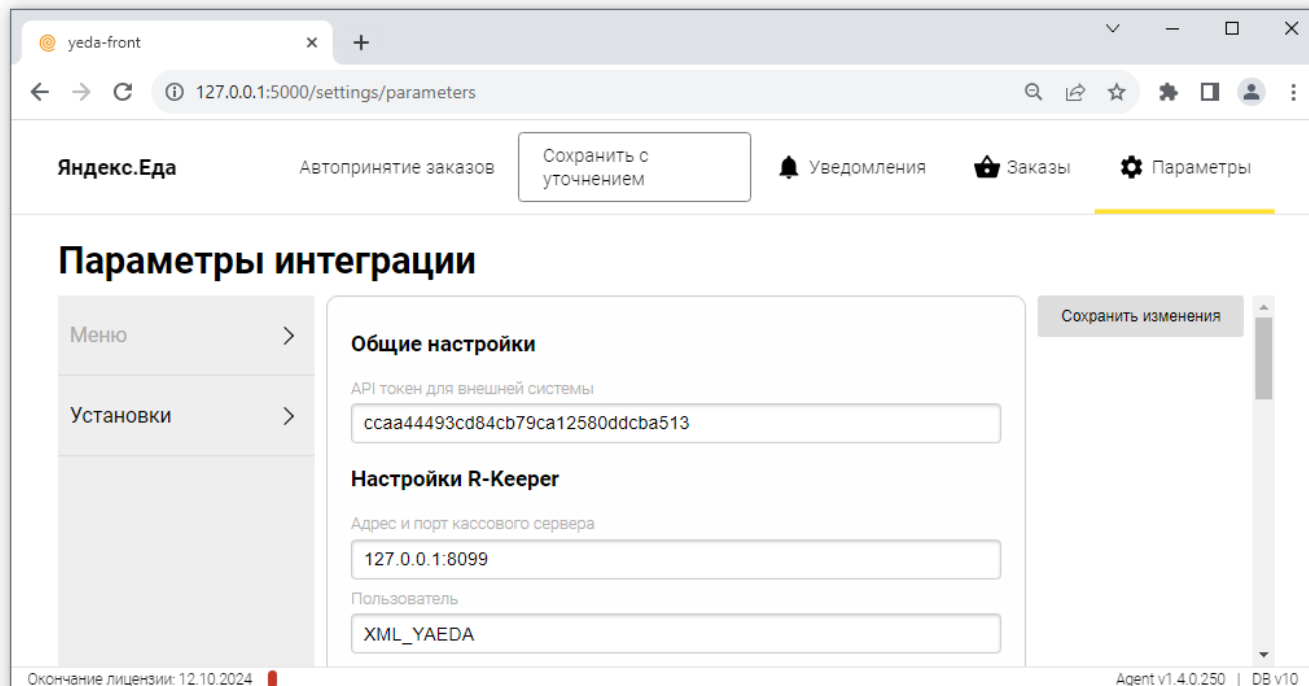 yeda-front
127.0.0.1:5000/settings/parameters
Яндекс.Еда
Автопринятие заказов
Сохранить с
уточнением
Уведомления
Заказы
Параметры
Параметры интеграции
Меню
Установки
Общие настройки
API токен для внешней системы
ccaa44493cd84cb79ca12580ddcba513
Настройки R-Keeper
Адрес и порт кассового сервера
127.0.0.1:8099
Пользователь
XML_YAEDA
Сохранить изменения
Окончание лицензии: 12.10.2024
Agent v1.4.0.250 | DB v10